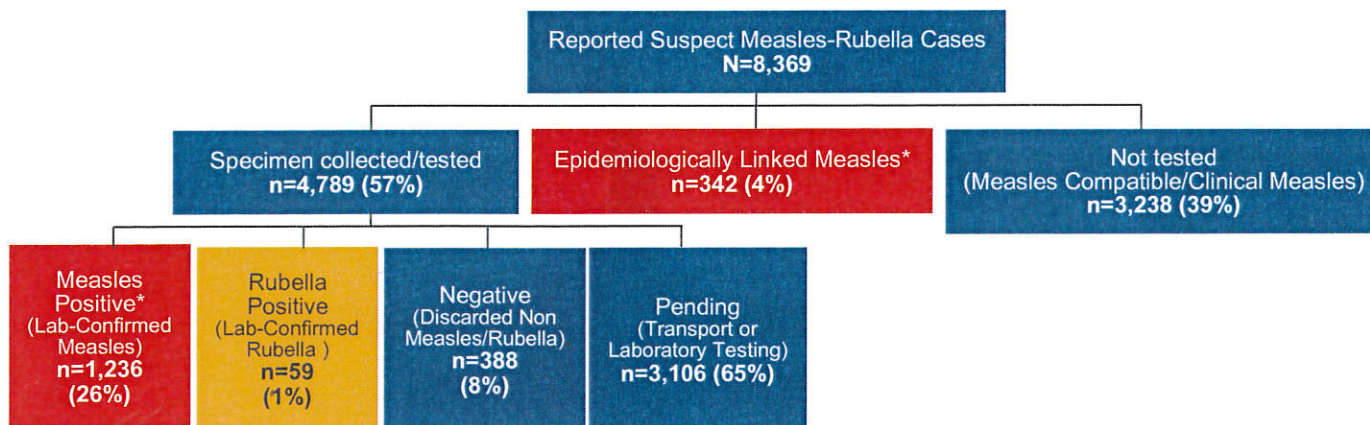 Reported Suspect Measles-Rubella Cases
N=8,369
Specimen collected/tested
n=4,789 (57%)
Epidemiologically Linked Measles*
n=342 (4%)
Not tested
(Measles Compatible/Clinical Measles)
n=3,238 (39%)
Measles
Positive*
(Lab-Confirmed
Measles)
n=1,236
(26%)
Rubella
Positive
(Lab-Confirmed
Rubella )
n=59
(1%)
Negative
(Discarded Non
Measles/Rubella)
n=388
(8%)
Pending
(Transport or
Laboratory Testing)
n=3,106 (65%)